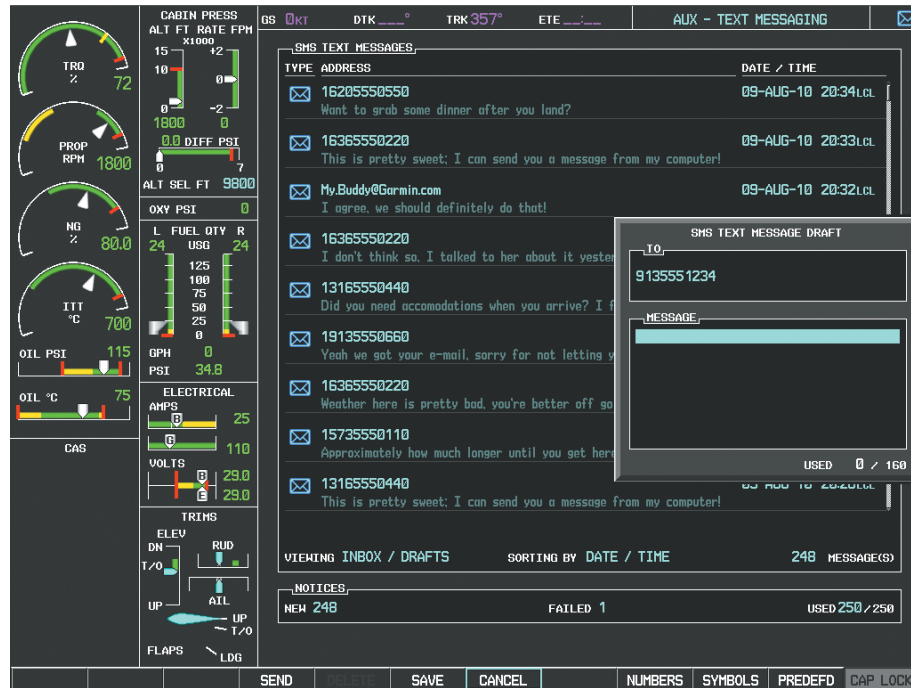 GS 0KT DTK ___° TRK 357° ETE __:__ AUX – TEXT MESSAGING
TRQ
%
72
PROP
RPM
1800
NG
%
80.0
ITT
°C
700
OIL PSI 115
OIL °C 75
CAS
CABIN PRESS
ALT FT RATE FPM
X1000
15 +2
10 0
0 -2
1800 0
0.0 DIFF PSI
0 7
ALT SEL FT 9800
OXY PSI 0
L FUEL QTY R
24 USG 24
125
100
75
50
25
0
GPH 0
PSI 34.8
ELECTRICAL
AMPS
B 25
G 110
VOLTS
B 29.0
E 29.0
TRIMS
ELEV
DN RUD
T/O
UP AIL
UP
T/O
FLAPS LDG
SMS TEXT MESSAGES
TYPE ADDRESS DATE / TIME
16205550550 09-AUG-10 20:34LCL
Want to grab some dinner after you land?
16365550220 09-AUG-10 20:33LCL
This is pretty sweet; I can send you a message from my computer!
My.Buddy@Garmin.com 09-AUG-10 20:32LCL
I agree, we should definitely do that!
16365550220
I don't think so, I talked to her about it yester
13165550440
Did you need accomodations when you arrive? I f
19135550660
Yeah we got your e-mail, sorry for not letting y
16365550220
Weather here is pretty bad, you're better off go
15735550110
Approximately how much longer until you get here
13165550440
This is pretty sweet; I can send you a message from my computer!
SMS TEXT MESSAGE DRAFT
TO
9135551234
MESSAGE
USED 0 / 160
VIEWING INBOX / DRAFTS SORTING BY DATE / TIME 248 MESSAGE(S)
NOTICES
NEW 248 FAILED 1 USED 250 / 250
SEND DELETE SAVE CANCEL NUMBERS SYMBOLS PREDEFD CAP LOCK